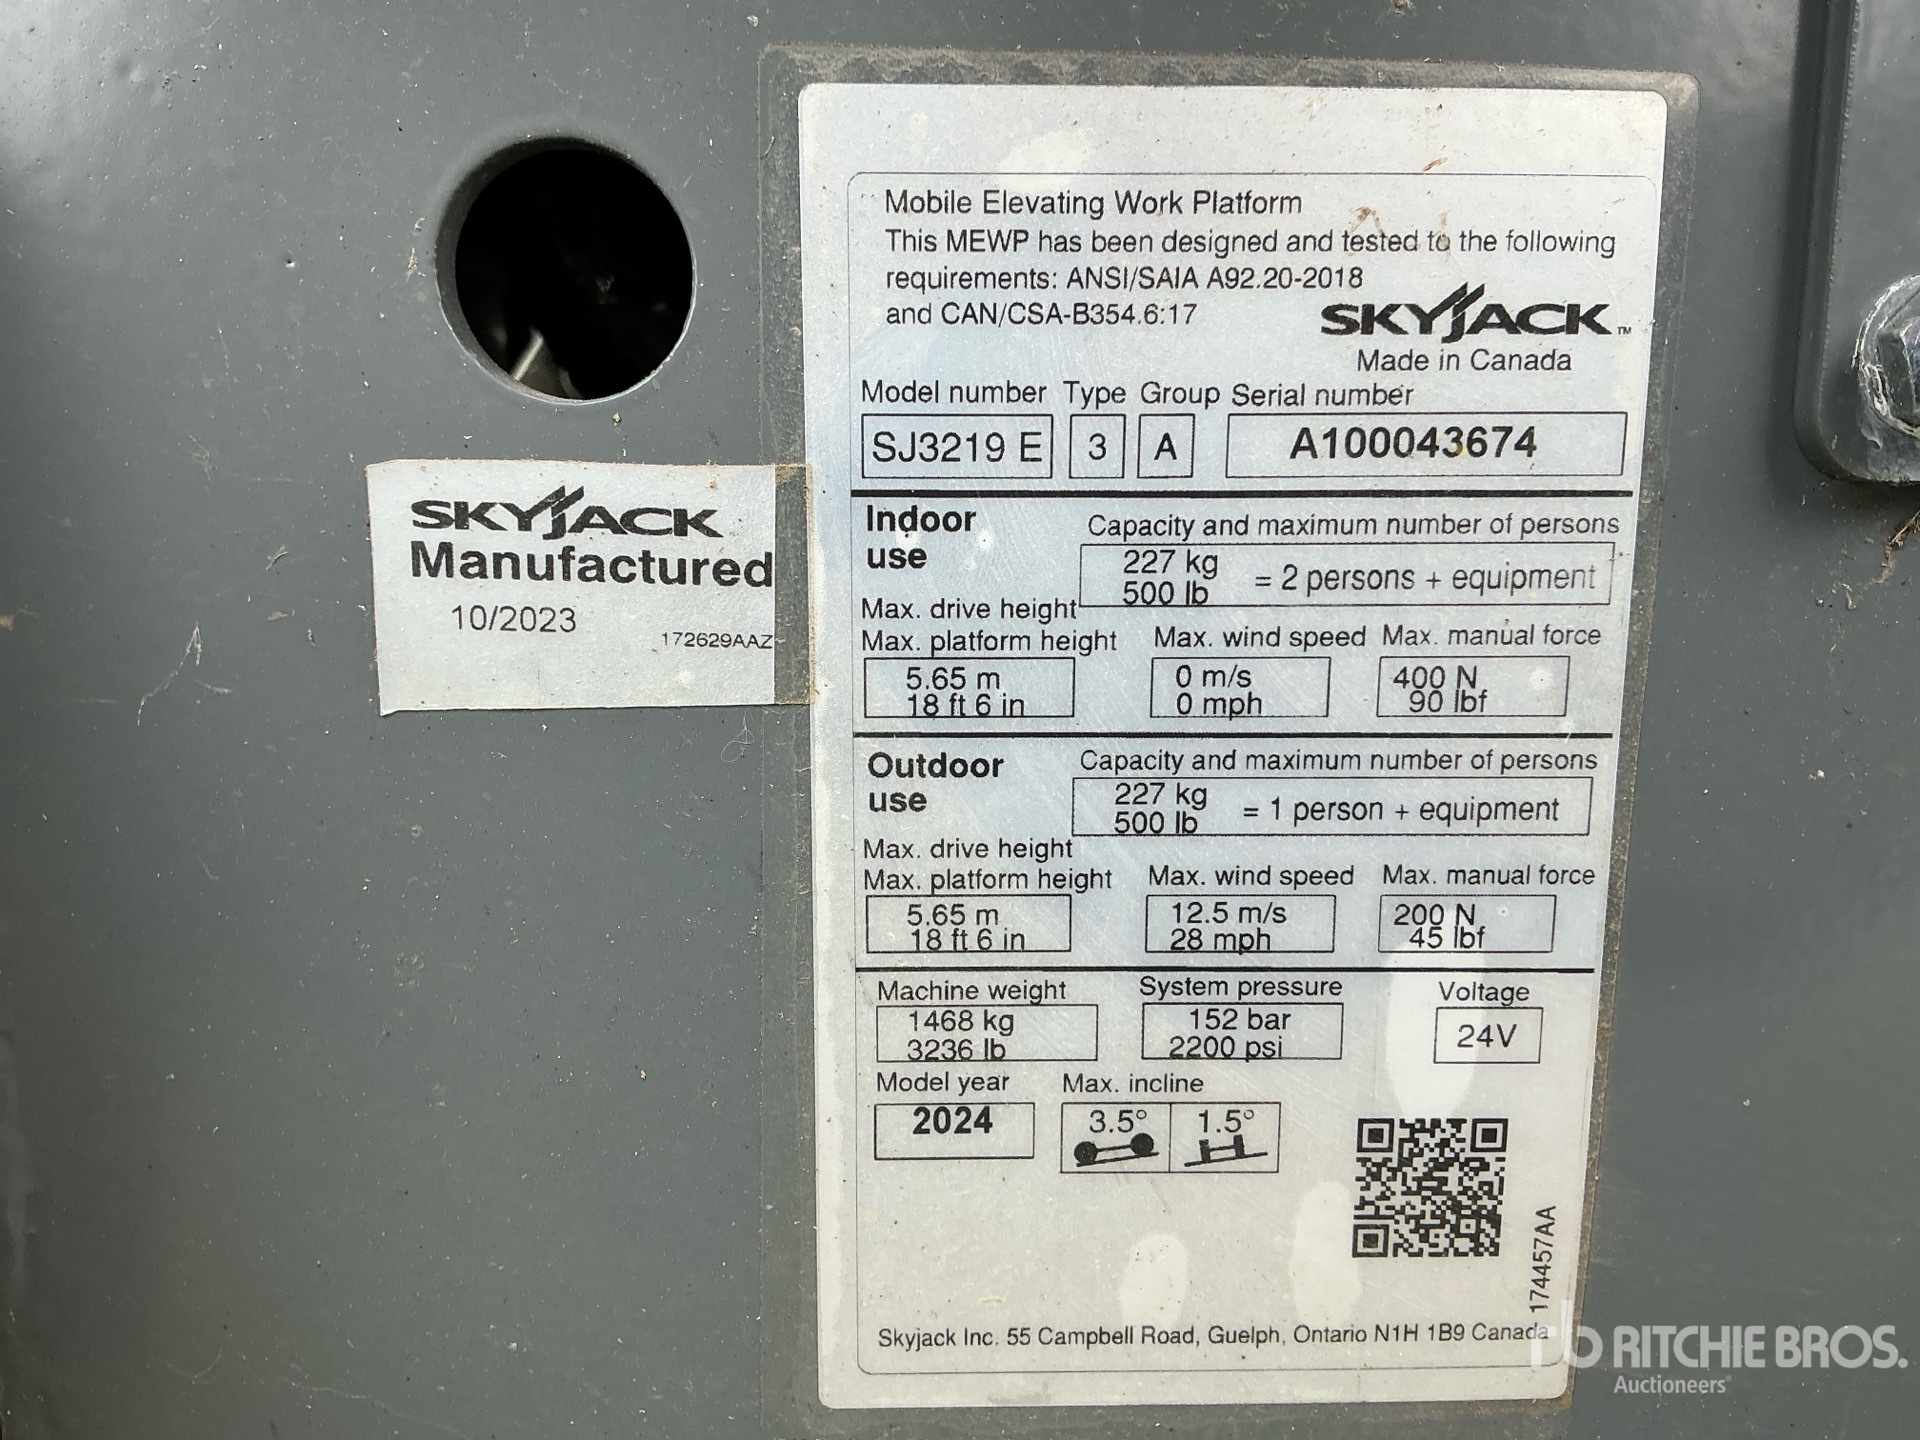 Mobile Elevating Work Platform
This MEWP has been designed and tested to the following
requirements: ANSI/SAIA A92.20-2018
and CAN/CSA-B354.6:17
SKYJACK™
Made in Canada
Model number Type Group Serial number
SJ3219 E 3 A A100043674
SKYJACK
Manufactured
10/2023
172629AAZ
Indoor
use
Capacity and maximum number of persons
227 kg
500 lb
= 2 persons + equipment
Max. drive height
Max. platform height Max. wind speed Max. manual force
5.65 m 0 m/s 400 N
18 ft 6 in 0 mph 90 lbf
Outdoor
use
Capacity and maximum number of persons
227 kg
500 lb
= 1 person + equipment
Max. drive height
Max. platform height Max. wind speed Max. manual force
5.65 m 12.5 m/s 200 N
18 ft 6 in 28 mph 45 lbf
Machine weight System pressure Voltage
1468 kg 152 bar 24V
3236 lb 2200 psi
Model year Max. incline
2024 3.5° 1.5°
174457AA
Skyjack Inc. 55 Campbell Road, Guelph, Ontario N1H 1B9 Canada
rb RITCHIE BROS.
Auctioneers®